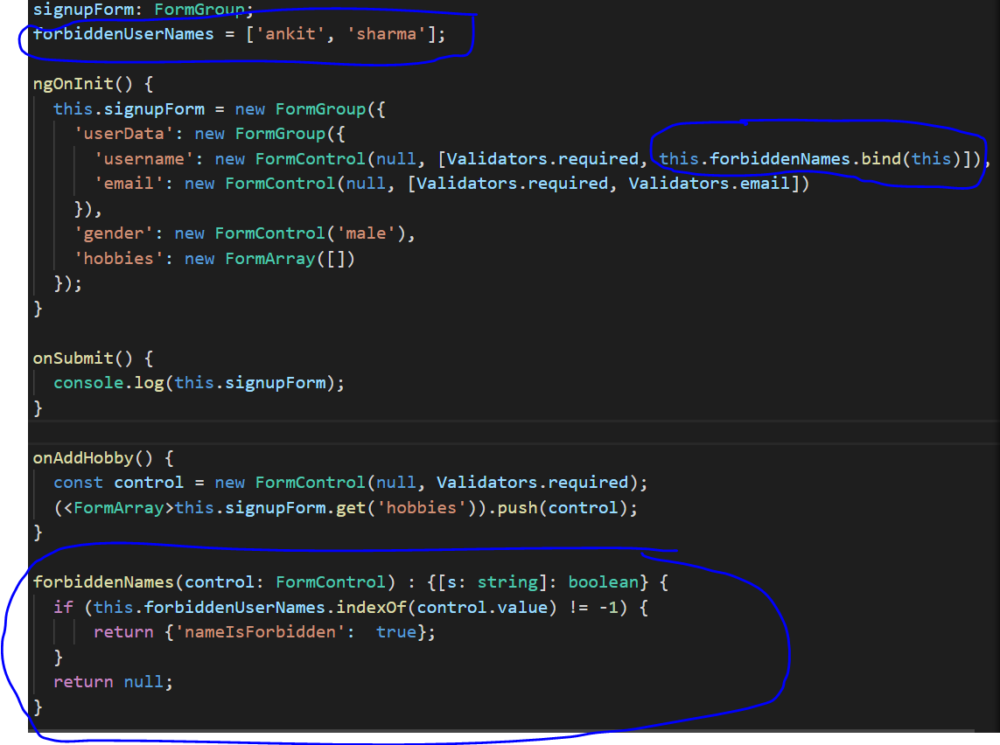 signupForm: FormGroup;
forbiddenUserNames = ['ankit', 'sharma'];
ngOnInit() {
this.signupForm = new FormGroup({
'userData': new FormGroup({
'username': new FormControl(null, [Validators.required, this.forbiddenNames.bind(this)]),
'email': new FormControl(null, [Validators.required, Validators.email])
}),
'gender': new FormControl('male'),
'hobbies': new FormArray([])
});
}
onSubmit() {
console.log(this.signupForm);
}
onAddHobby() {
const control = new FormControl(null, Validators.required);
(<FormArray>this.signupForm.get('hobbies')).push(control);
}
forbiddenNames(control: FormControl) : {[s: string]: boolean} {
if (this.forbiddenUserNames.indexOf(control.value) != -1) {
return {'nameIsForbidden':  true};
}
return null;
}